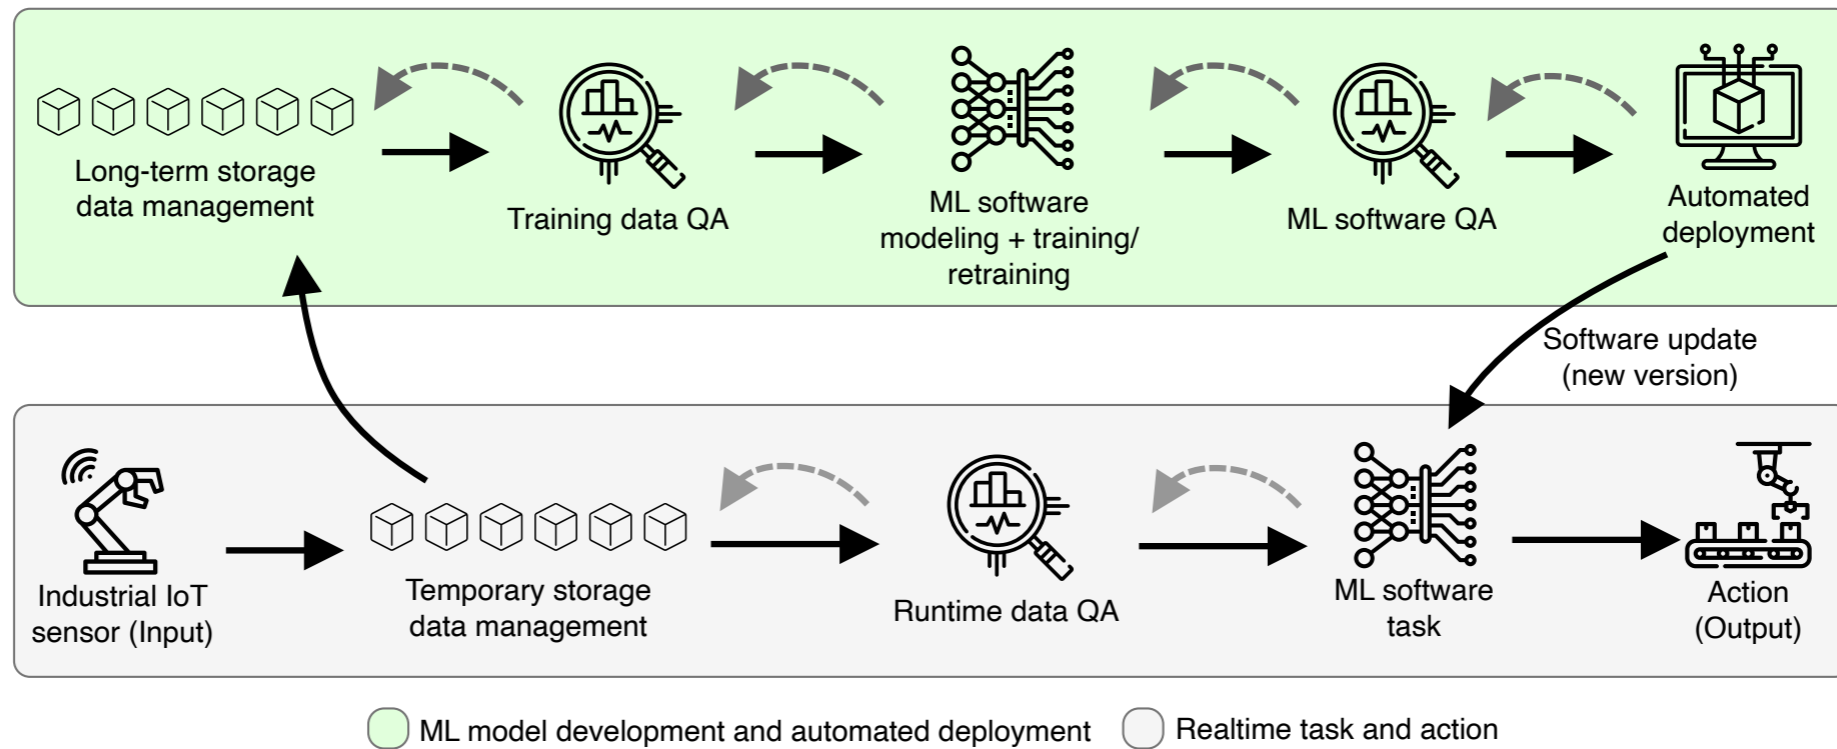 Long-term storage
data management
Training data QA
ML software
modeling + training/
retraining
ML software QA
Automated
deployment
Software update
(new version)
Industrial IoT
sensor (Input)
Temporary storage
data management
Runtime data QA
ML software
task
Action
(Output)
ML model development and automated deployment
Realtime task and action